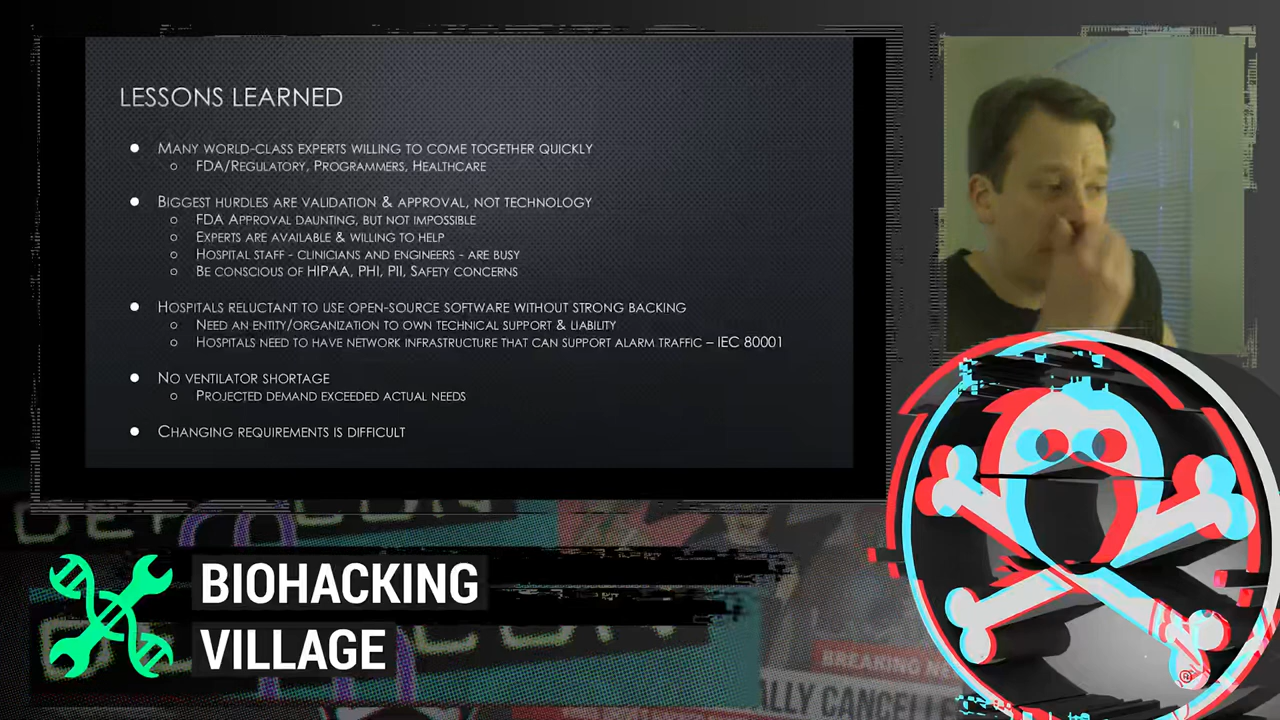 LESSONS LEARNED
MANY WORLD-CLASS EXPERTS WILLING TO COME TOGETHER QUICKLY
FDA/REGULATORY, PROGRAMMERS, HEALTHCARE
BIGGEST HURDLES ARE VALIDATION & APPROVAL, NOT TECHNOLOGY
FDA APPROVAL DAUNTING, BUT NOT IMPOSSIBLE
EXPERTS ARE AVAILABLE & WILLING TO HELP
HOSPITAL STAFF - CLINICIANS AND ENGINEERS - ARE BUSY
BE CONSCIOUS OF HIPAA, PHI, PII, SAFETY CONCERNS
HOSPITALS RELUCTANT TO USE OPEN-SOURCE SOFTWARE WITHOUT STRONG BACKING
NEED AN ENTITY/ORGANIZATION TO OWN TECHNICAL SUPPORT & LIABILITY
HOSPITALS NEED TO HAVE NETWORK INFRASTRUCTURE THAT CAN SUPPORT ALARM TRAFFIC – IEC 80001
NO VENTILATOR SHORTAGE
PROJECTED DEMAND EXCEEDED ACTUAL
CHANGING REQUIREMENTS IS DIFFICULT
BIOHACKING
VILLAGE
DEF CON
BREAKING
ALLY CANCELLE
®